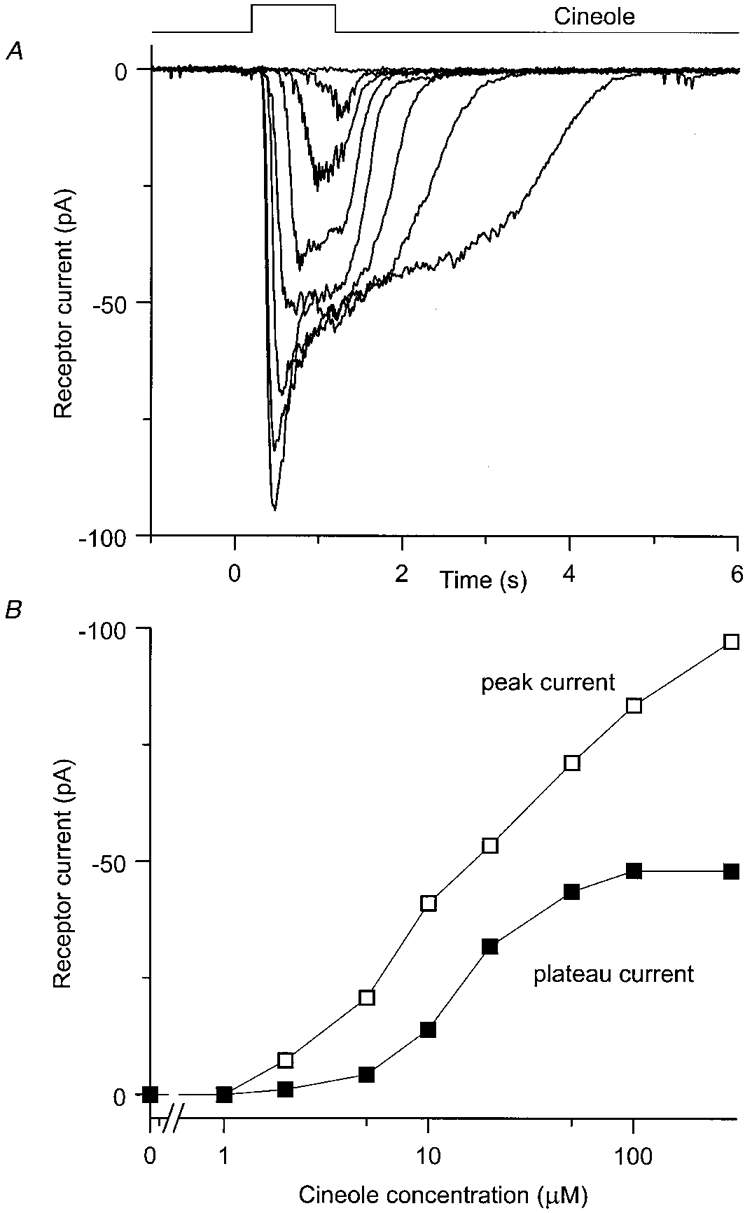 Cineole
A
0
-50
-100
Receptor current (pA)
0
2
4
6
Time (s)
B
-100
-50
0
Receptor current (pA)
peak current
plateau current
0
1
10
100
Cineole concentration (μM)